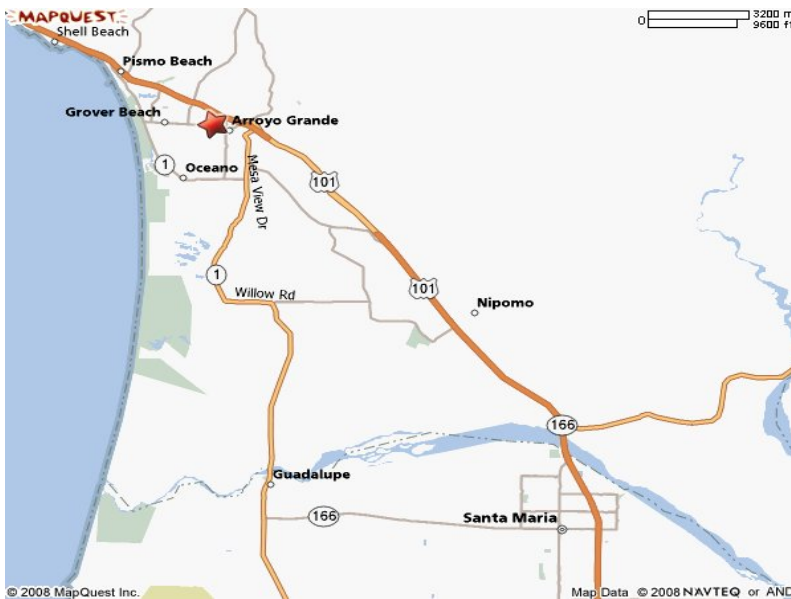 MAPQUEST
3200 m
0
9600 ft
Shell Beach
Pismo Beach
Grover Beach
Arroyo Grande
1
Oceano
Mesa View Dr
101
1
Willow Rd
101
Nipomo
166
Guadalupe
166
Santa Maria
© 2008 MapQuest Inc.
Map Data © 2008 NAVTEQ or AND